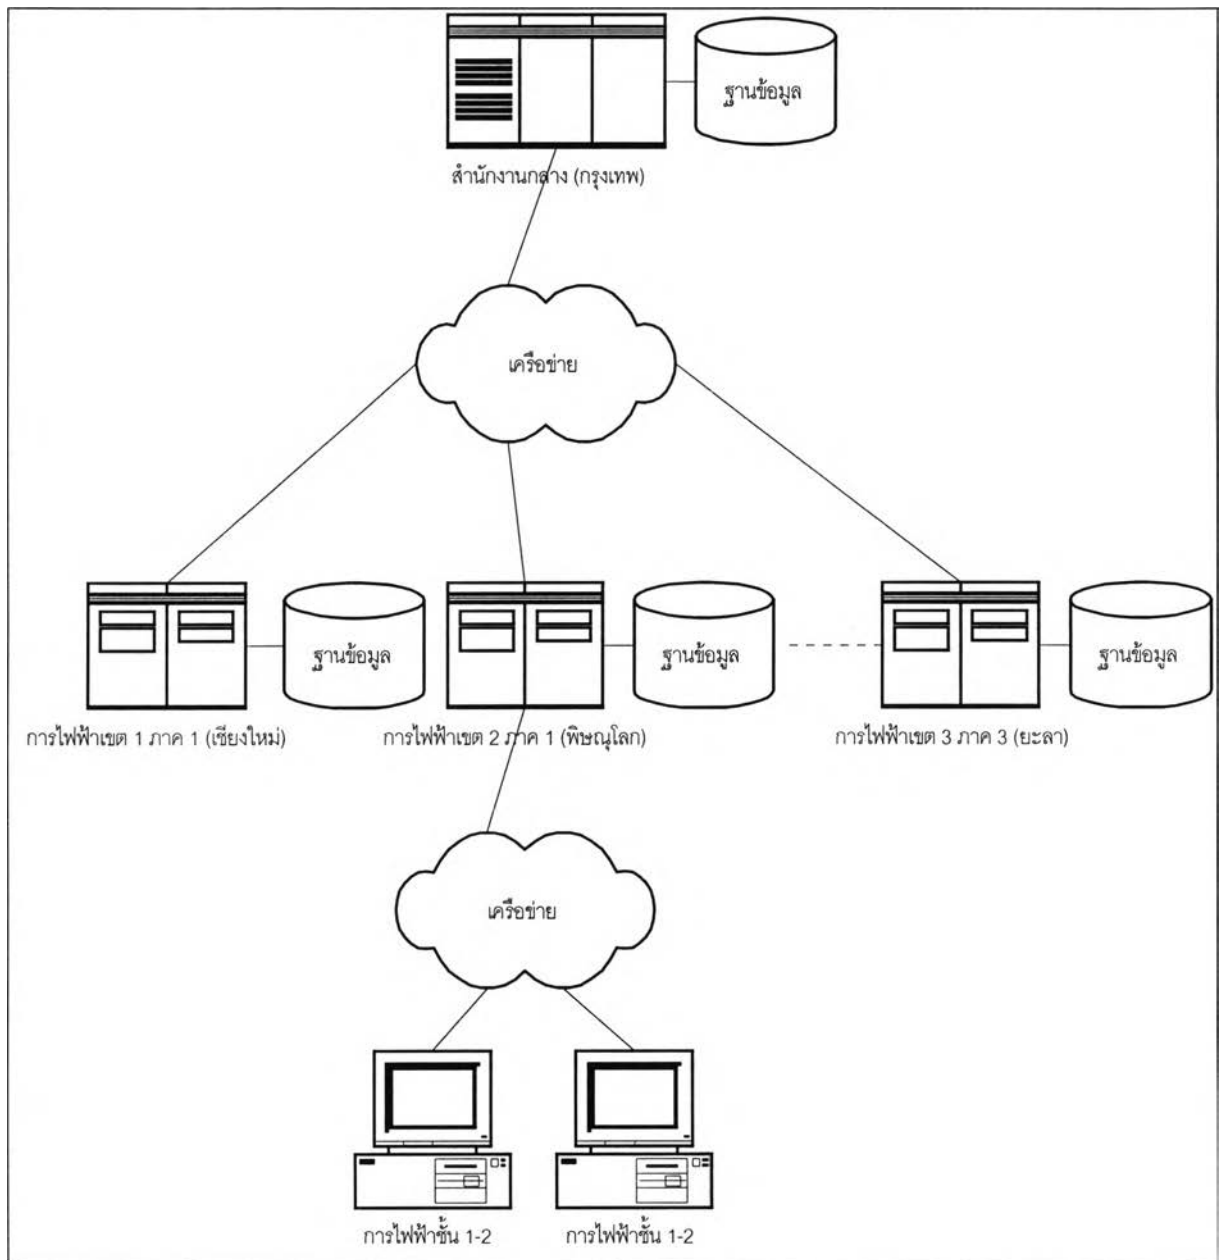 ฐานข้อมูล
สำนักงานกลาง (กรุงเทพ)
เครือข่าย
ฐานข้อมูล
ฐานข้อมูล
ฐานข้อมูล
การไฟฟ้าเขต 1 ภาค 1 (เชียงใหม่)
การไฟฟ้าเขต 2 ภาค 1 (พิษณุโลก)
การไฟฟ้าเขต 3 ภาค 3 (ยะลา)
เครือข่าย
การไฟฟ้าชั้น 1-2
การไฟฟ้าชั้น 1-2